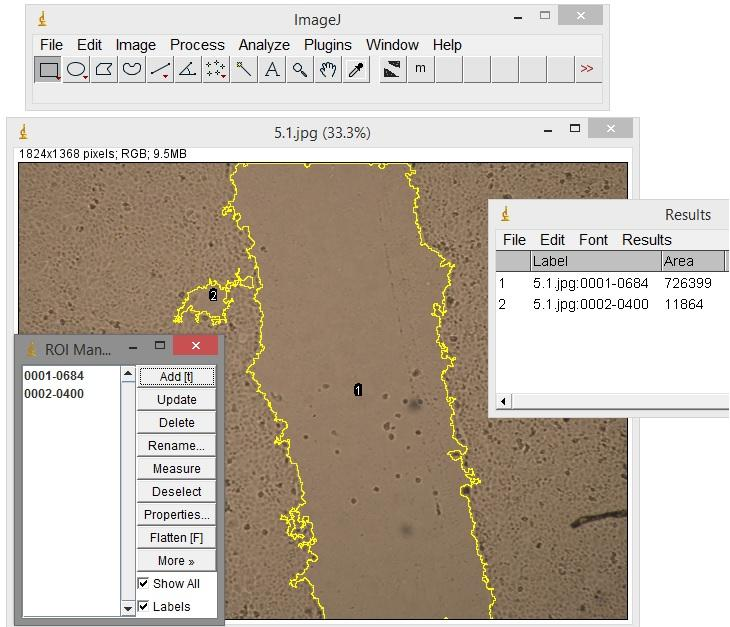 ImageJ
File Edit Image Process Analyze Plugins Window Help
A m >>
5.1.jpg (33.3%)
1824x1368 pixels; RGB; 9.5MB
2
1
Results
File Edit Font Results
Label Area
1 5.1.jpg:0001-0684 726399
2 5.1.jpg:0002-0400 11864
ROI Man...
0001-0684
0002-0400
Add [t]
Update
Delete
Rename...
Measure
Deselect
Properties...
Flatten [F]
More »
Show All
Labels